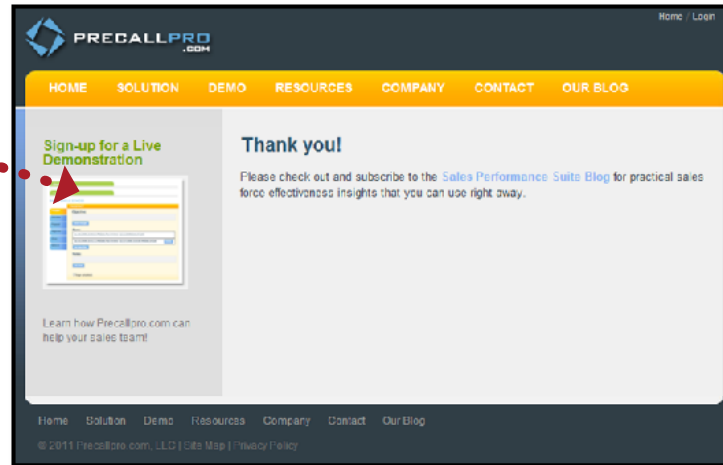 Home / Login
PRECALLPRO
.COM
HOME SOLUTION DEMO RESOURCES COMPANY CONTACT OUR BLOG
Sign-up for a Live
Demonstration
Learn how Precallpro.com can
help your sales team!
Thank you!
Please check out and subscribe to the Sales Performance Suite Blog for practical sales
force effectiveness insights that you can use right away.
Home Solution Demo Resources Company Contact Our Blog
© 2011 Precallpro.com, LLC | Site Map | Privacy Policy